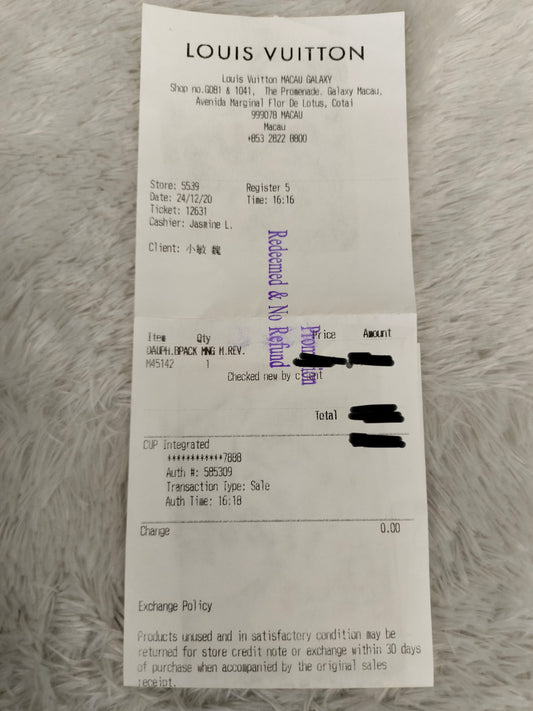 LOUIS VUITTON
Louis Vuitton MACAU GALAXY
Shop no.G081 & 1041, The Promenade. Galaxy Macau,
Avenida Marginal Flor De Lotus, Cotai
999078 MACAU
Macau
+853 2822 8800
Store: 5539 Register 5
Date: 24/12/20 Time: 16:16
Ticket: 12631
Cashier: Jasmine L.
Client: 小敏 魏
Redeemed & No Refund
Promotion
Item Qty Price Amount
DAUPH.BPACK MNG M.REV.
M45142 1
Checked new by client
Total
CUP Integrated
************7888
Auth #: 585309
Transaction Type: Sale
Auth Time: 16:18
Change 0.00
Exchange Policy
Products unused and in satisfactory condition may be
returned for store credit note or exchange within 30 days
of purchase when accompanied by the original sales
receipt.